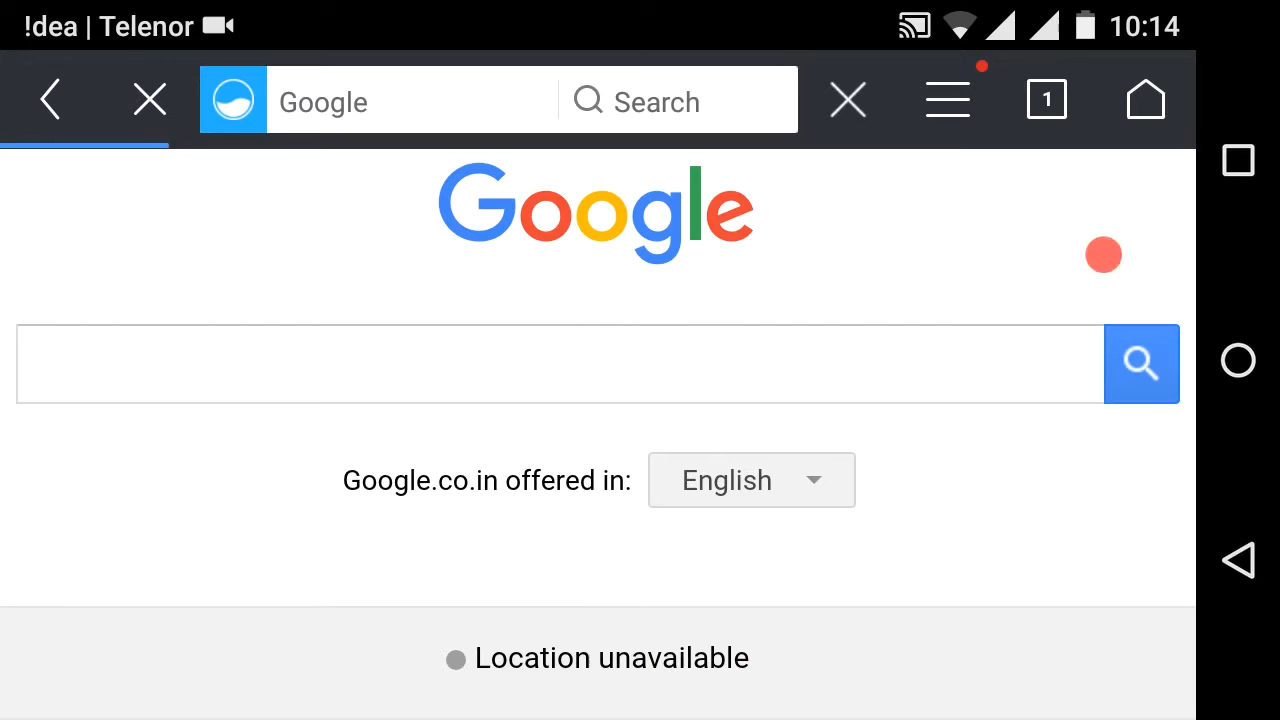 !dea | Telenor 10:14
Google Search 1
Google
Google.co.in offered in: English
Location unavailable